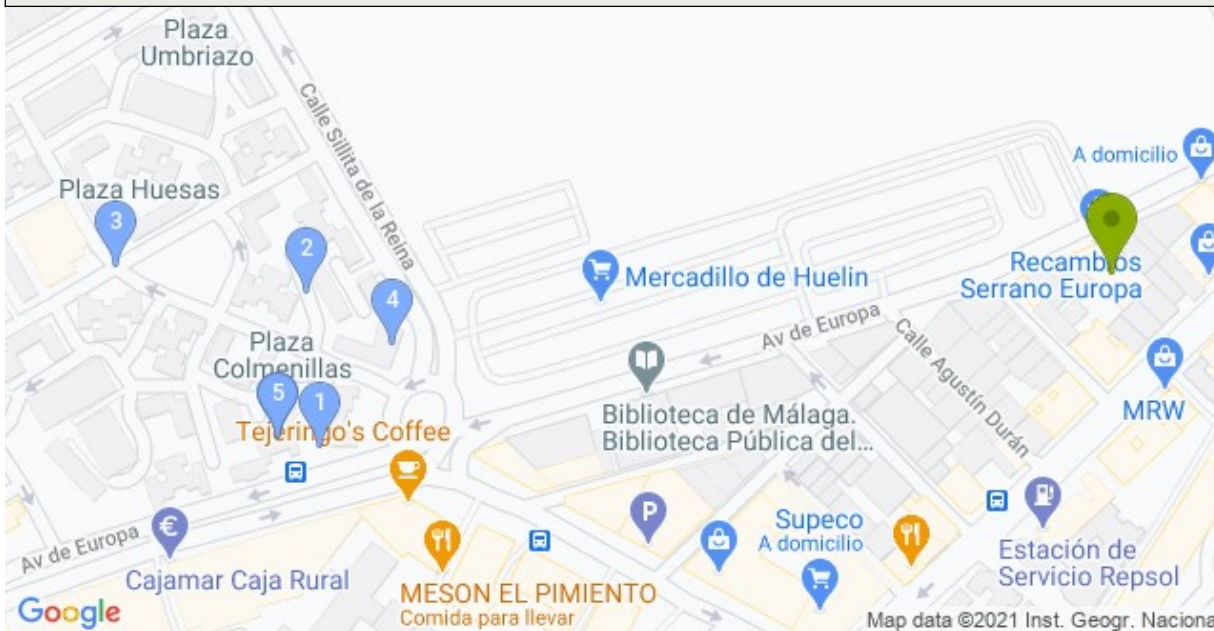 Plaza
Umbriazo
Calle Sillita de la Reina
A domicilio
Plaza Huesas
3
2
4
Mercadillo de Huelin
Recambios
Serrano Europa
Av de Europa
Calle Agustín Durán
Plaza
Colmenillas
5
1
Tejeringo's Coffee
Biblioteca de Málaga.
Biblioteca Pública del...
MRW
P
Supeco
A domicilio
Av de Europa
€
Cajamar Caja Rural
MESON EL PIMIENTO
Comida para llevar
Estación de
Servicio Repsol
Google
Map data ©2021 Inst. Geogr. Naciona